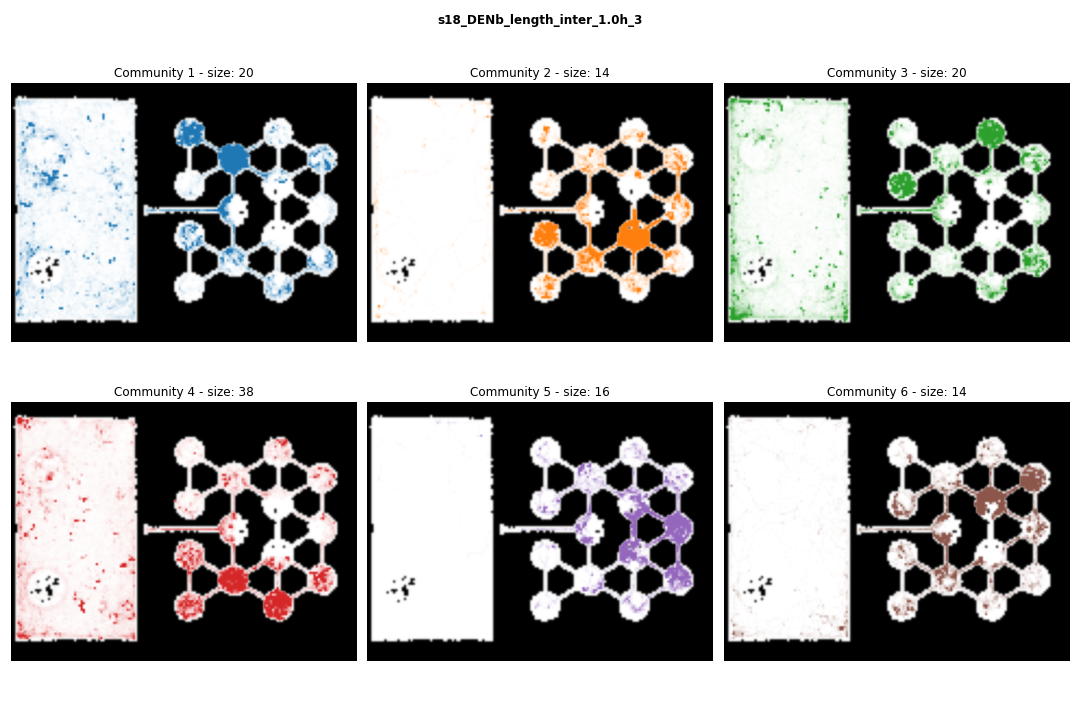 s18_DENb_length_inter_1.0h_3
Community 1 - size: 20
Community 2 - size: 14
Community 3 - size: 20
Community 4 - size: 38
Community 5 - size: 16
Community 6 - size: 14